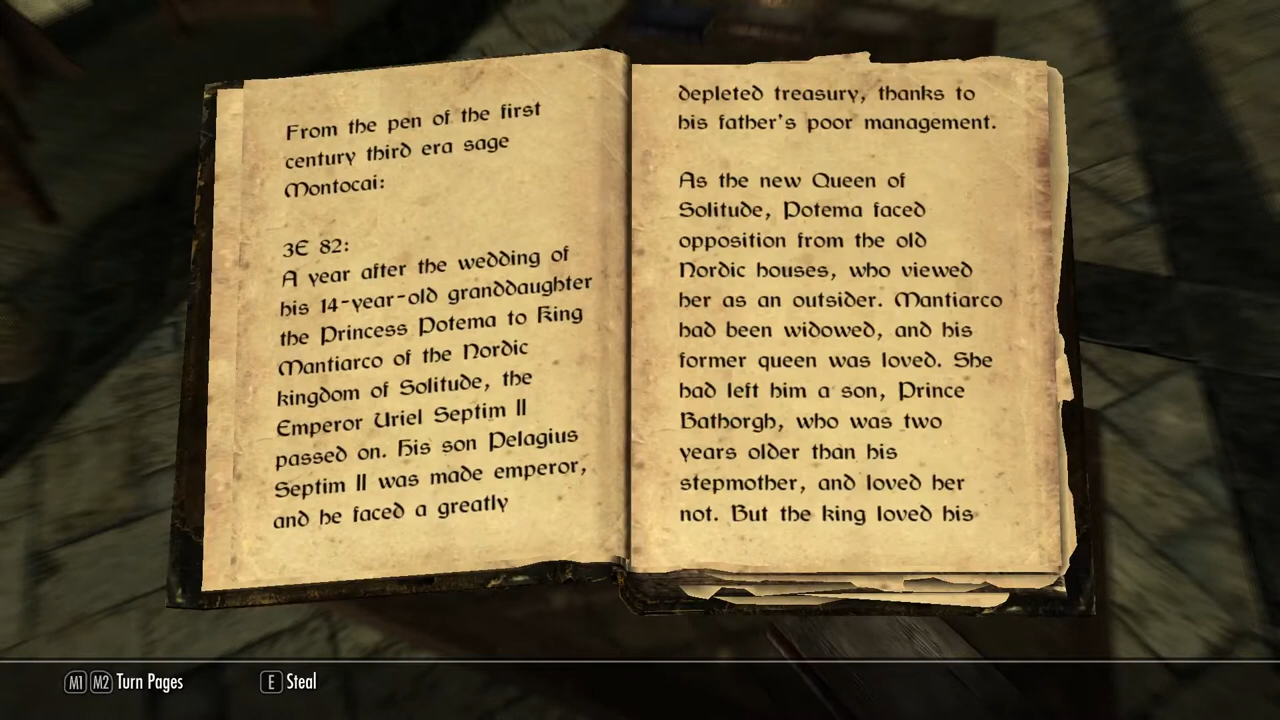 From the pen of the first
century third era sage
Montocai:
3E 82:
A year after the wedding of
his 14-year-old granddaughter
the Princess Potema to King
Mantiarco of the Nordic
kingdom of Solitude, the
Emperor Uriel Septim II
passed on. His son Pelagius
Septim II was made emperor,
and he faced a greatly
depleted treasury, thanks to
his father's poor management.
As the new Queen of
Solitude, Potema faced
opposition from the old
Nordic houses, who viewed
her as an outsider. Mantiarco
had been widowed, and his
former queen was loved. She
had left him a son, Prince
Bathorgh, who was two
years older than his
stepmother, and loved her
not. But the king loved his
M1 M2 Turn Pages E Steal